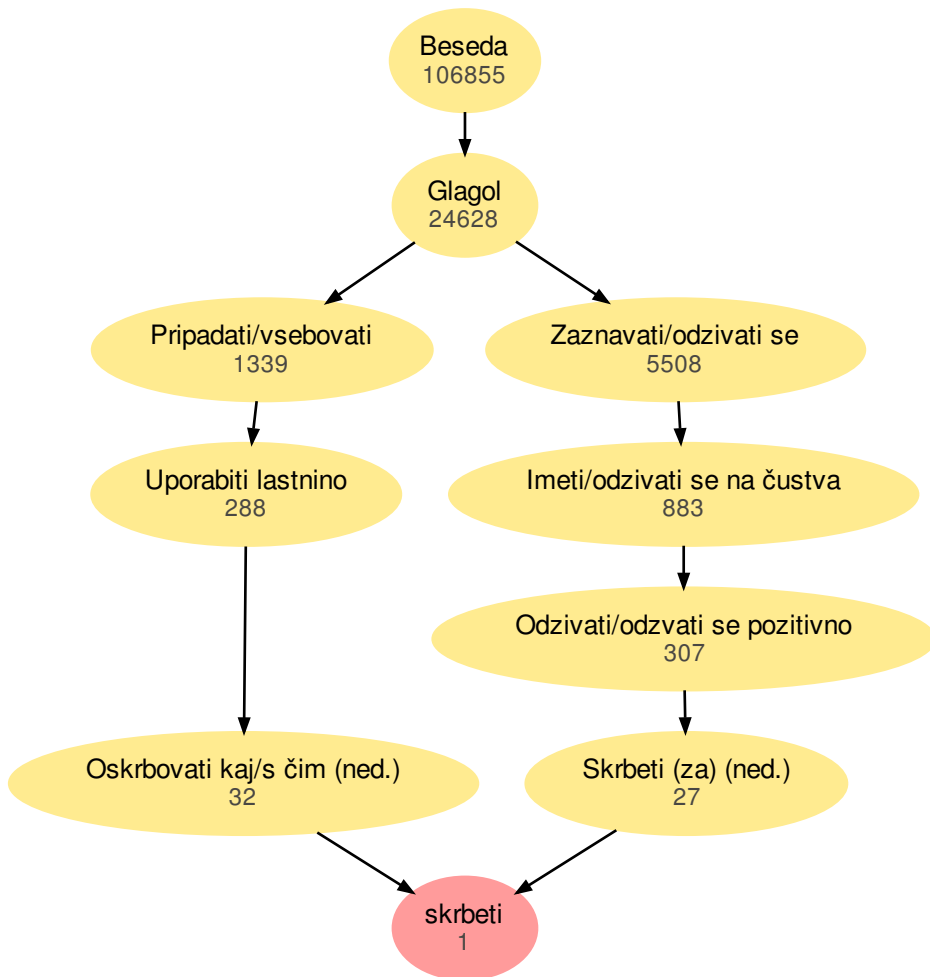 Beseda
106855
Glagol
24628
Pripadati/vsebovati
1339
Zaznavati/odzivati se
5508
Uporabiti lastnino
288
Imeti/odzivati se na čustva
883
Odzivati/odzvati se pozitivno
307
Oskrbovati kaj/s čim (ned.)
32
Skrbeti (za) (ned.)
27
skrbeti
1